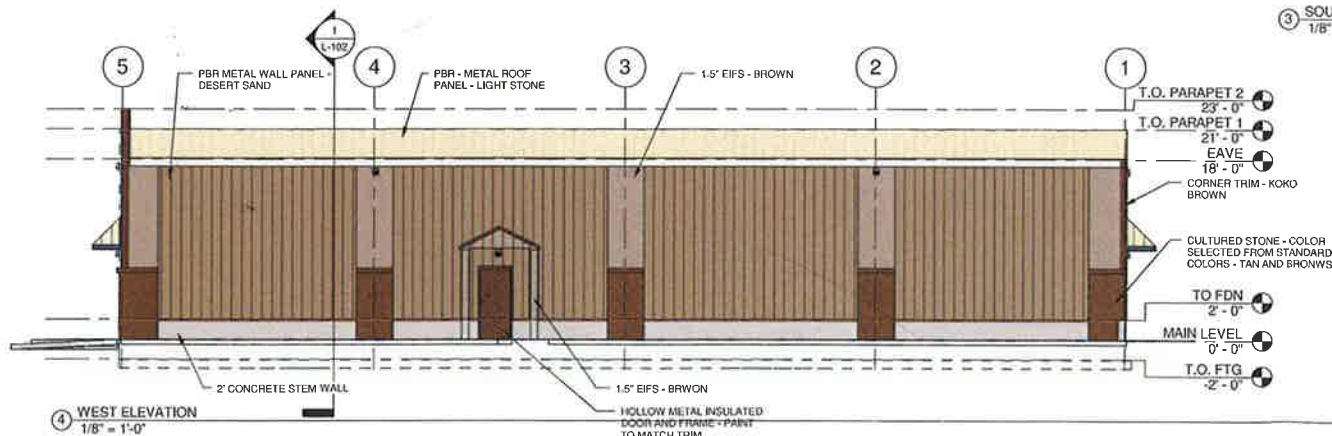 3 SOU
1/8"
1
L-102
5
4
3
2
1
PBR METAL WALL PANEL -
DESERT SAND
PBR - METAL ROOF
PANEL - LIGHT STONE
1.5" EIFS - BROWN
T.O. PARAPET 2
23' - 0"
T.O. PARAPET 1
21' - 0"
EAVE
18' - 0"
CORNER TRIM - KOKO
BROWN
CULTURED STONE - COLOR
SELECTED FROM STANDARD
COLORS - TAN AND BRONWS
TO FDN
2' - 0"
MAIN LEVEL
0' - 0"
T.O. FTG
-2' - 0"
2' CONCRETE STEM WALL
1.5" EIFS - BRWON
HOLLOW METAL INSULATED
DOOR AND FRAME - PAINT
TO MATCH TRIM
4 WEST ELEVATION
1/8" = 1'-0"